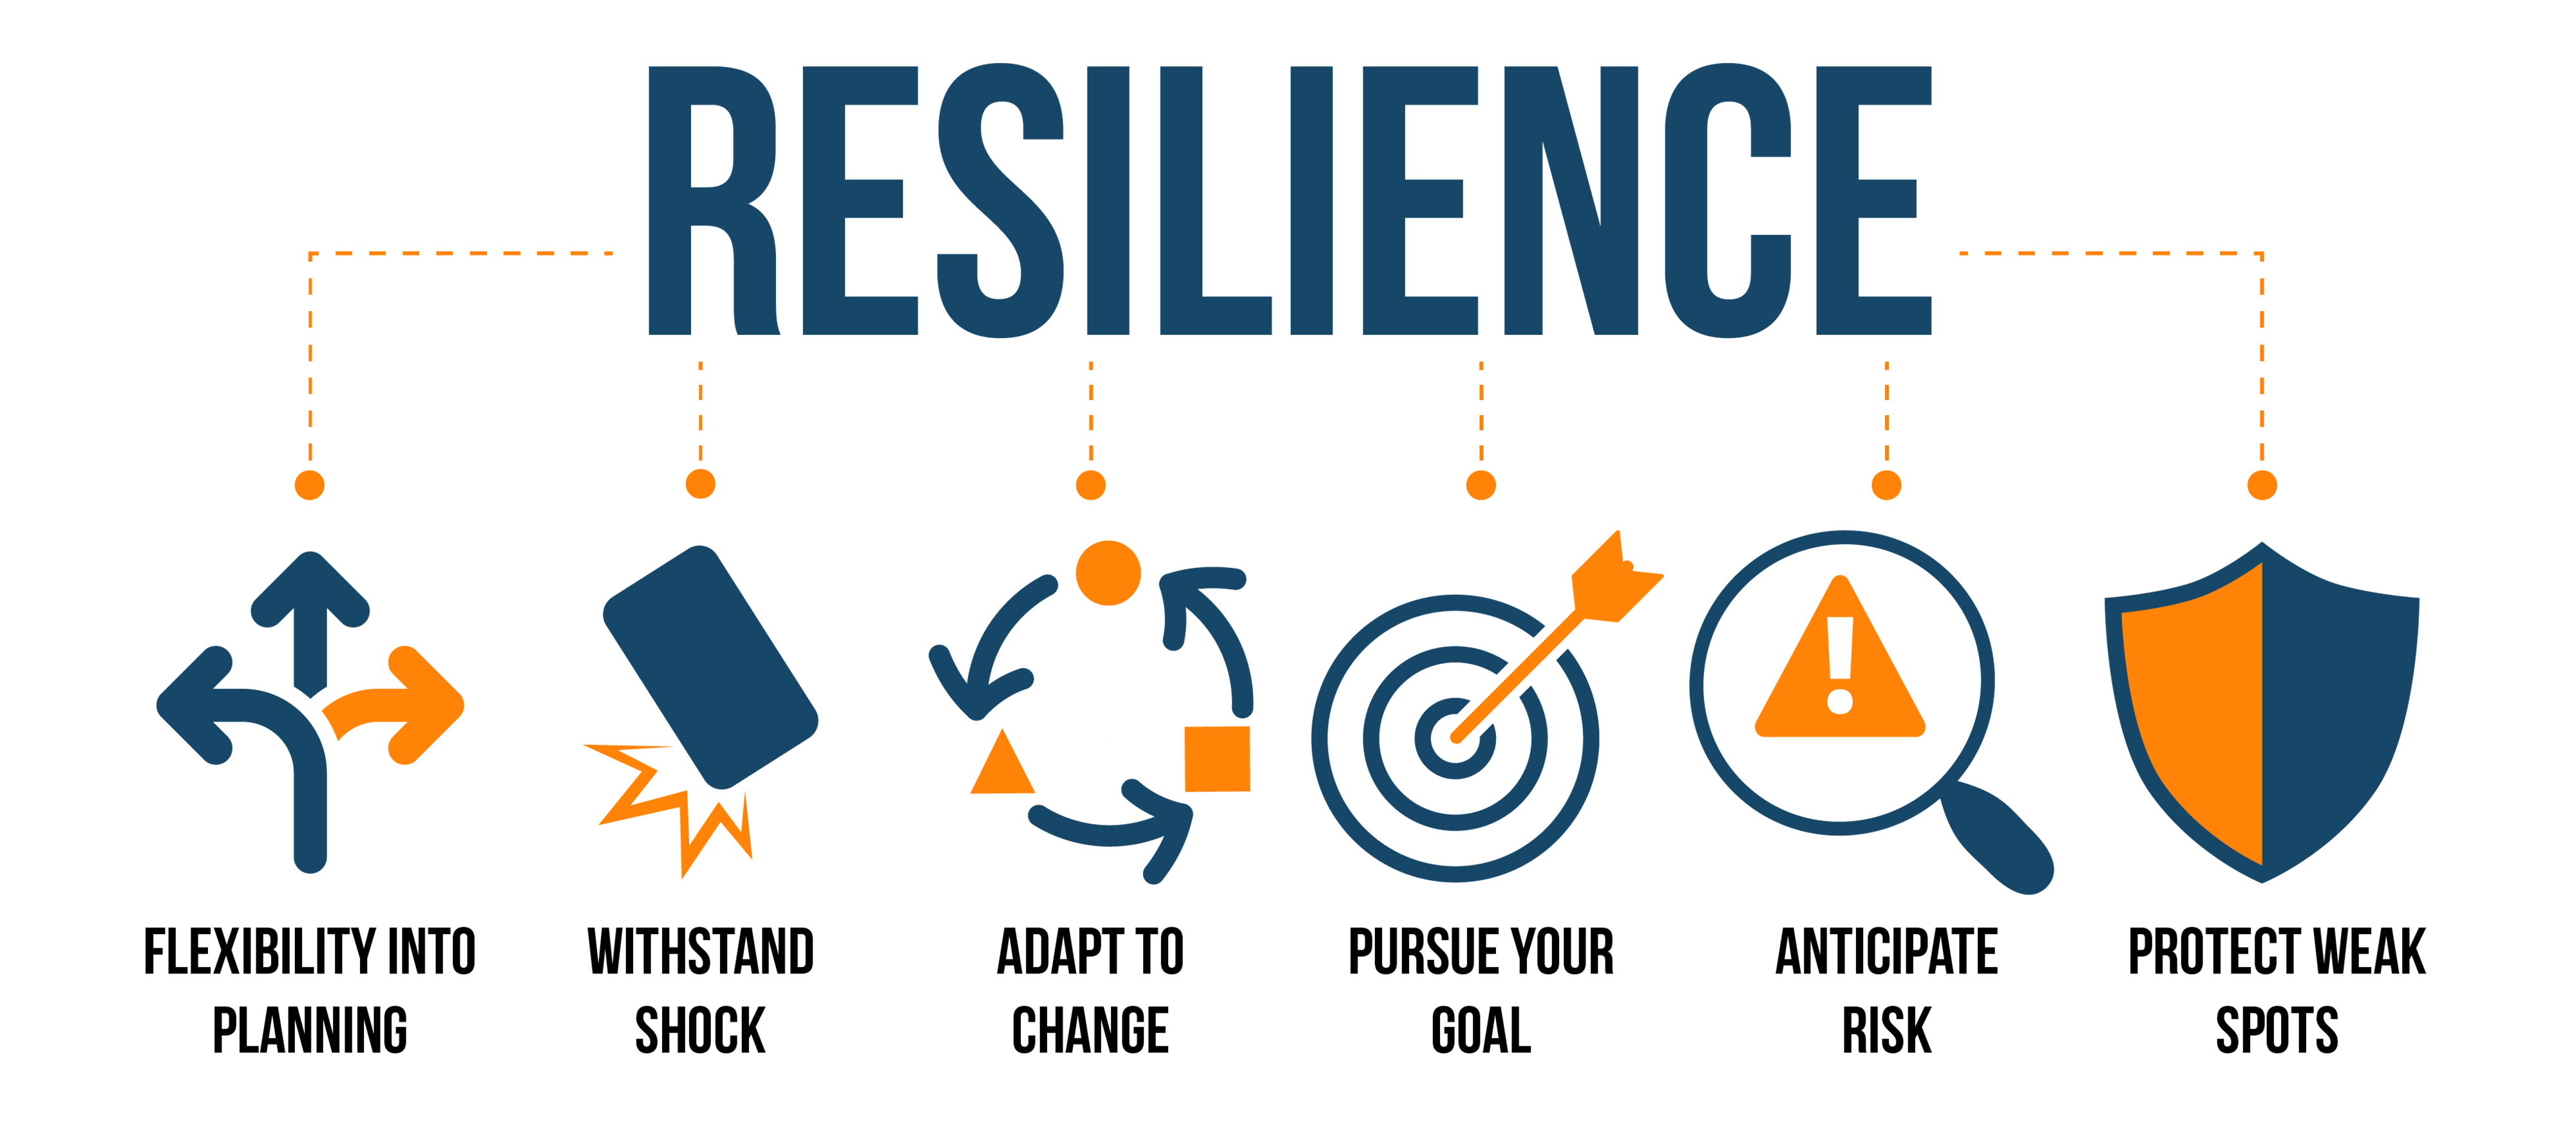 RESILIENCE
FLEXIBILITY INTO
PLANNING
WITHSTAND
SHOCK
ADAPT TO
CHANGE
PURSUE YOUR
GOAL
ANTICIPATE
RISK
PROTECT WEAK
SPOTS